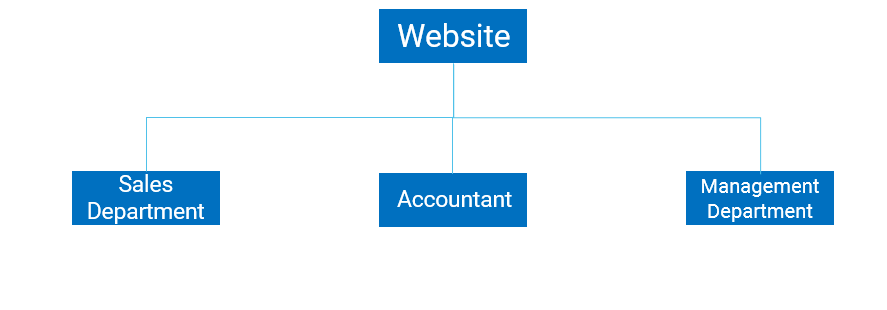 Website
Sales
Department
Accountant
Management
Department